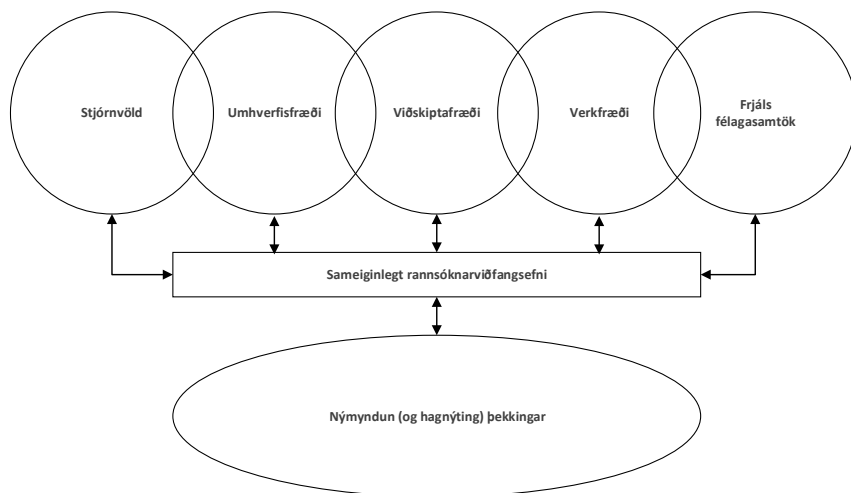 Stjórnvöld
Umhverfisfræði
Viðskiptafræði
Verkfræði
Frjáls
félagasamtök
Sameiginlegt rannsóknarviðfangsefni
Nýmyndun (og hagnýting) þekkingar